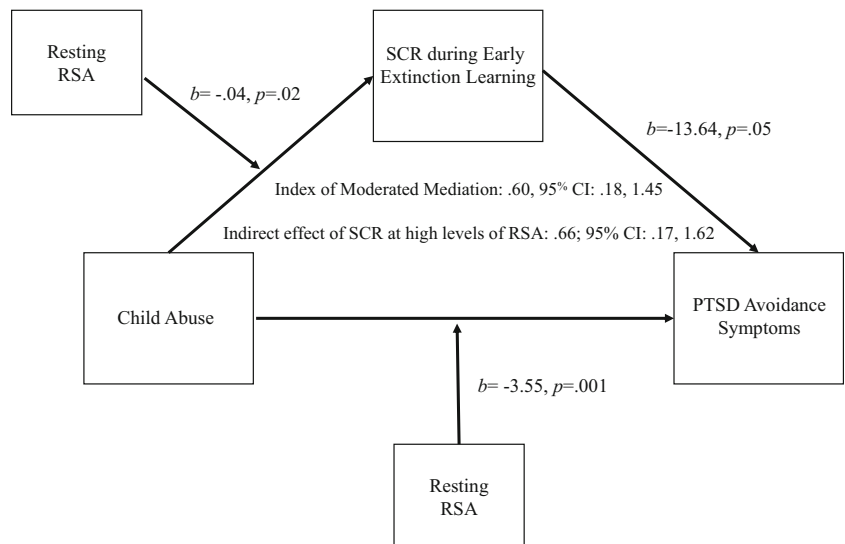 Resting
RSA
SCR during Early
Extinction Learning
b= -.04, p=.02
b=-13.64, p=.05
Index of Moderated Mediation: .60, 95% CI: .18, 1.45
Indirect effect of SCR at high levels of RSA: .66; 95% CI: .17, 1.62
Child Abuse
PTSD Avoidance
Symptoms
b= -3.55, p=.001
Resting
RSA